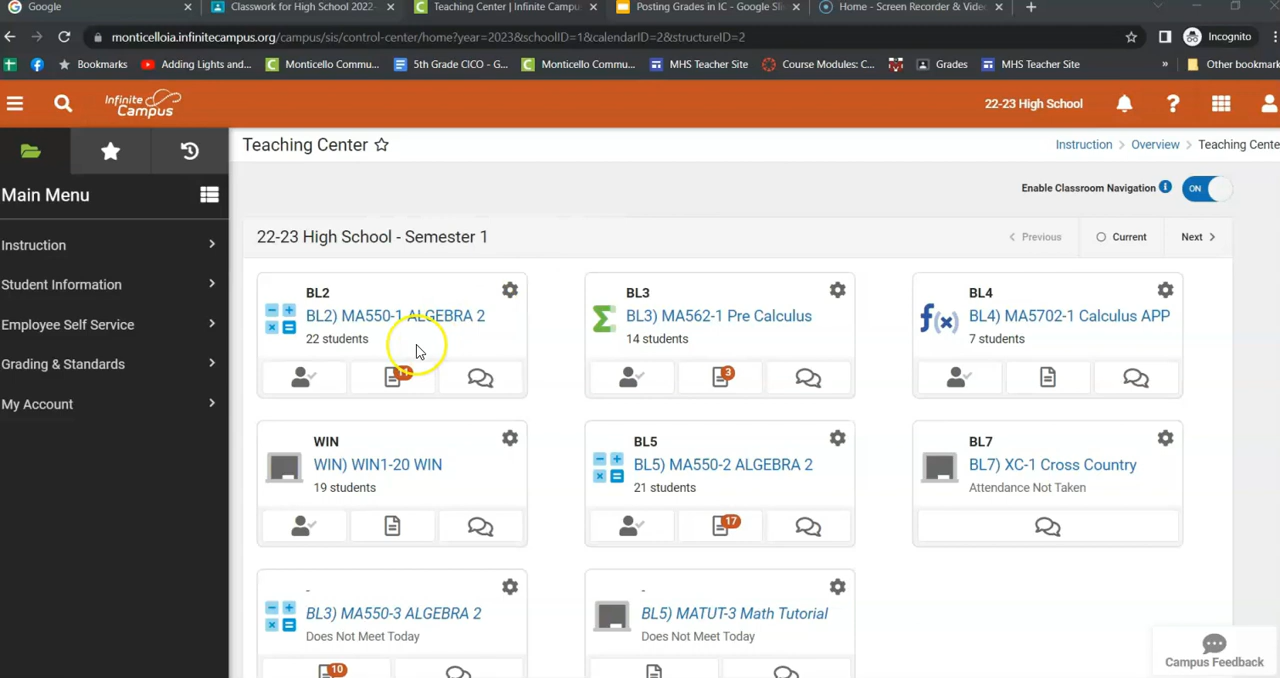 Google
Classwork for High School 2022-
Teaching Center | Infinite Campu
Posting Grades in IC - Google Sli
Home - Screen Recorder & Video
monticelloia.infinitecampus.org/campus/sis/control-center/home?year=2023&schoolID=1&calendarID=2&structureID=2
Incognito
Bookmarks
Adding Lights and...
Monticello Commu...
5th Grade CICO - G...
Monticello Commu...
MHS Teacher Site
Course Modules: C...
Grades
MHS Teacher Site
»
Other bookmark
Infinite Campus
22-23 High School
Main Menu
Instruction
Student Information
Employee Self Service
Grading & Standards
My Account
Teaching Center
Instruction > Overview > Teaching Cente
Enable Classroom Navigation
ON
22-23 High School - Semester 1
Previous
Current
Next
BL2
BL2) MA550-1 ALGEBRA 2
22 students
11
BL3
BL3) MA562-1 Pre Calculus
14 students
3
BL4
f(x)
BL4) MA5702-1 Calculus APP
7 students
WIN
WIN) WIN1-20 WIN
19 students
BL5
BL5) MA550-2 ALGEBRA 2
21 students
17
BL7
BL7) XC-1 Cross Country
Attendance Not Taken
-
BL3) MA550-3 ALGEBRA 2
Does Not Meet Today
10
-
BL5) MATUT-3 Math Tutorial
Does Not Meet Today
Campus Feedback